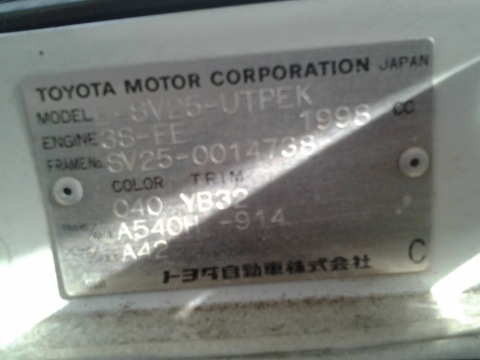 TOYOTA MOTOR CORPORATION JAPAN
MODEL E-SV25-UTPEK
ENGINE 3S-FE 1998 CC
FRAME No. SV25-0014738
COLOR TRIM
040 YB32
A540H -914
A42
トヨタ自動車株式会社 C